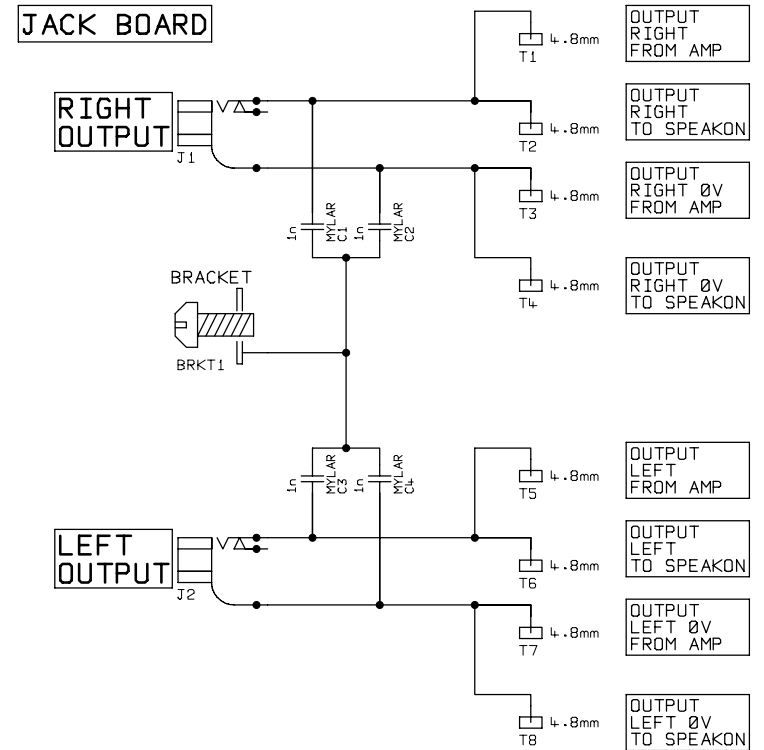 JACK BOARD
OUTPUT
RIGHT
FROM AMP
4.8mm
T1
RIGHT
OUTPUT
J1
OUTPUT
RIGHT
TO SPEAKON
4.8mm
T2
OUTPUT
RIGHT 0V
FROM AMP
4.8mm
T3
1n
MYLAR
C1
1n
MYLAR
C2
OUTPUT
RIGHT 0V
TO SPEAKON
4.8mm
T4
BRACKET
BRKT1
1n
MYLAR
C3
1n
MYLAR
C4
OUTPUT
LEFT
FROM AMP
4.8mm
T5
LEFT
OUTPUT
J2
OUTPUT
LEFT
TO SPEAKON
4.8mm
T6
OUTPUT
LEFT 0V
FROM AMP
4.8mm
T7
OUTPUT
LEFT 0V
TO SPEAKON
4.8mm
T8